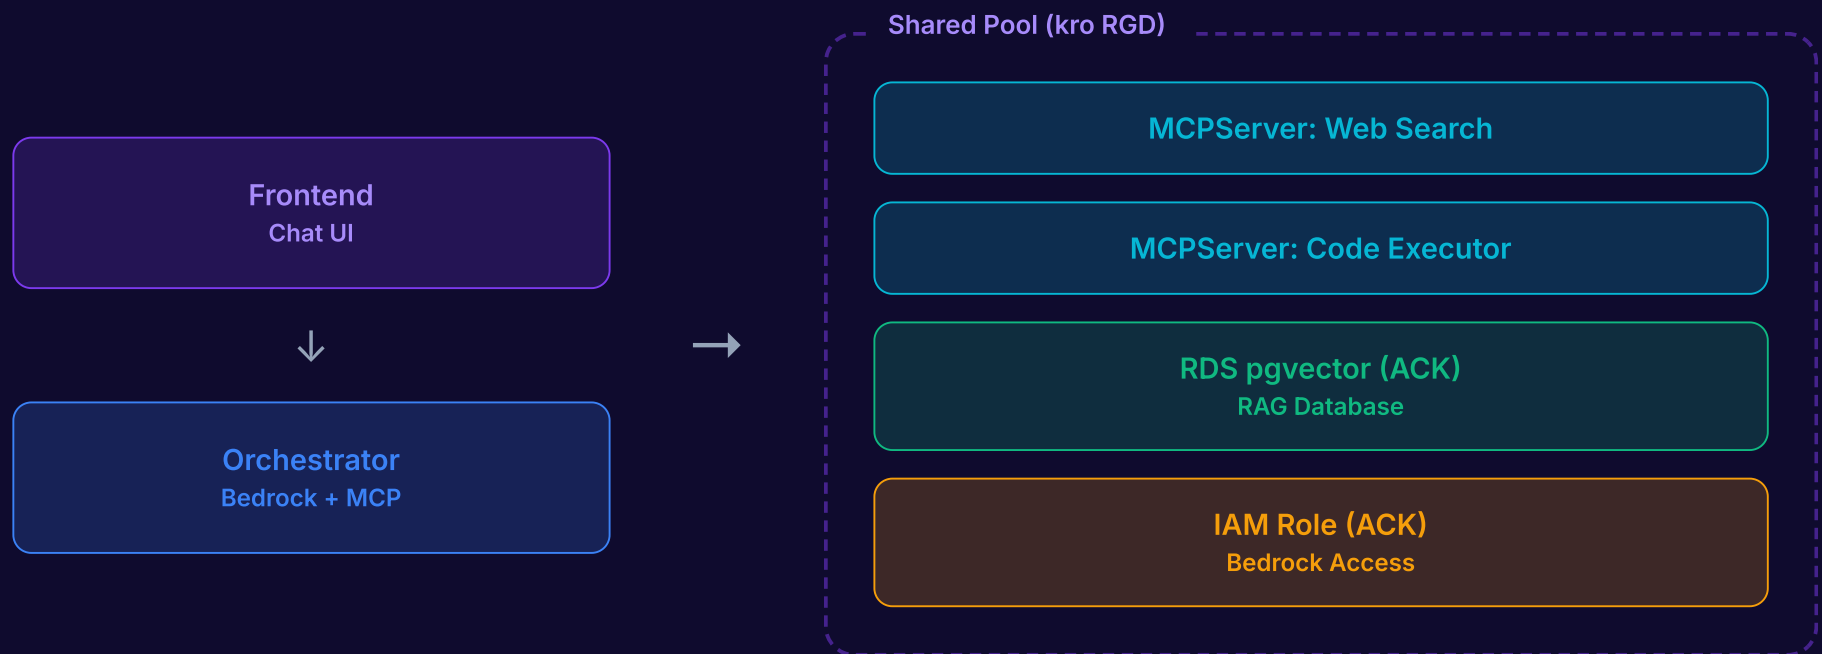 Shared Pool (kro RGD)
Frontend
Chat UI
Orchestrator
Bedrock + MCP
MCPServer: Web Search
MCPServer: Code Executor
RDS pgvector (ACK)
RAG Database
IAM Role (ACK)
Bedrock Access